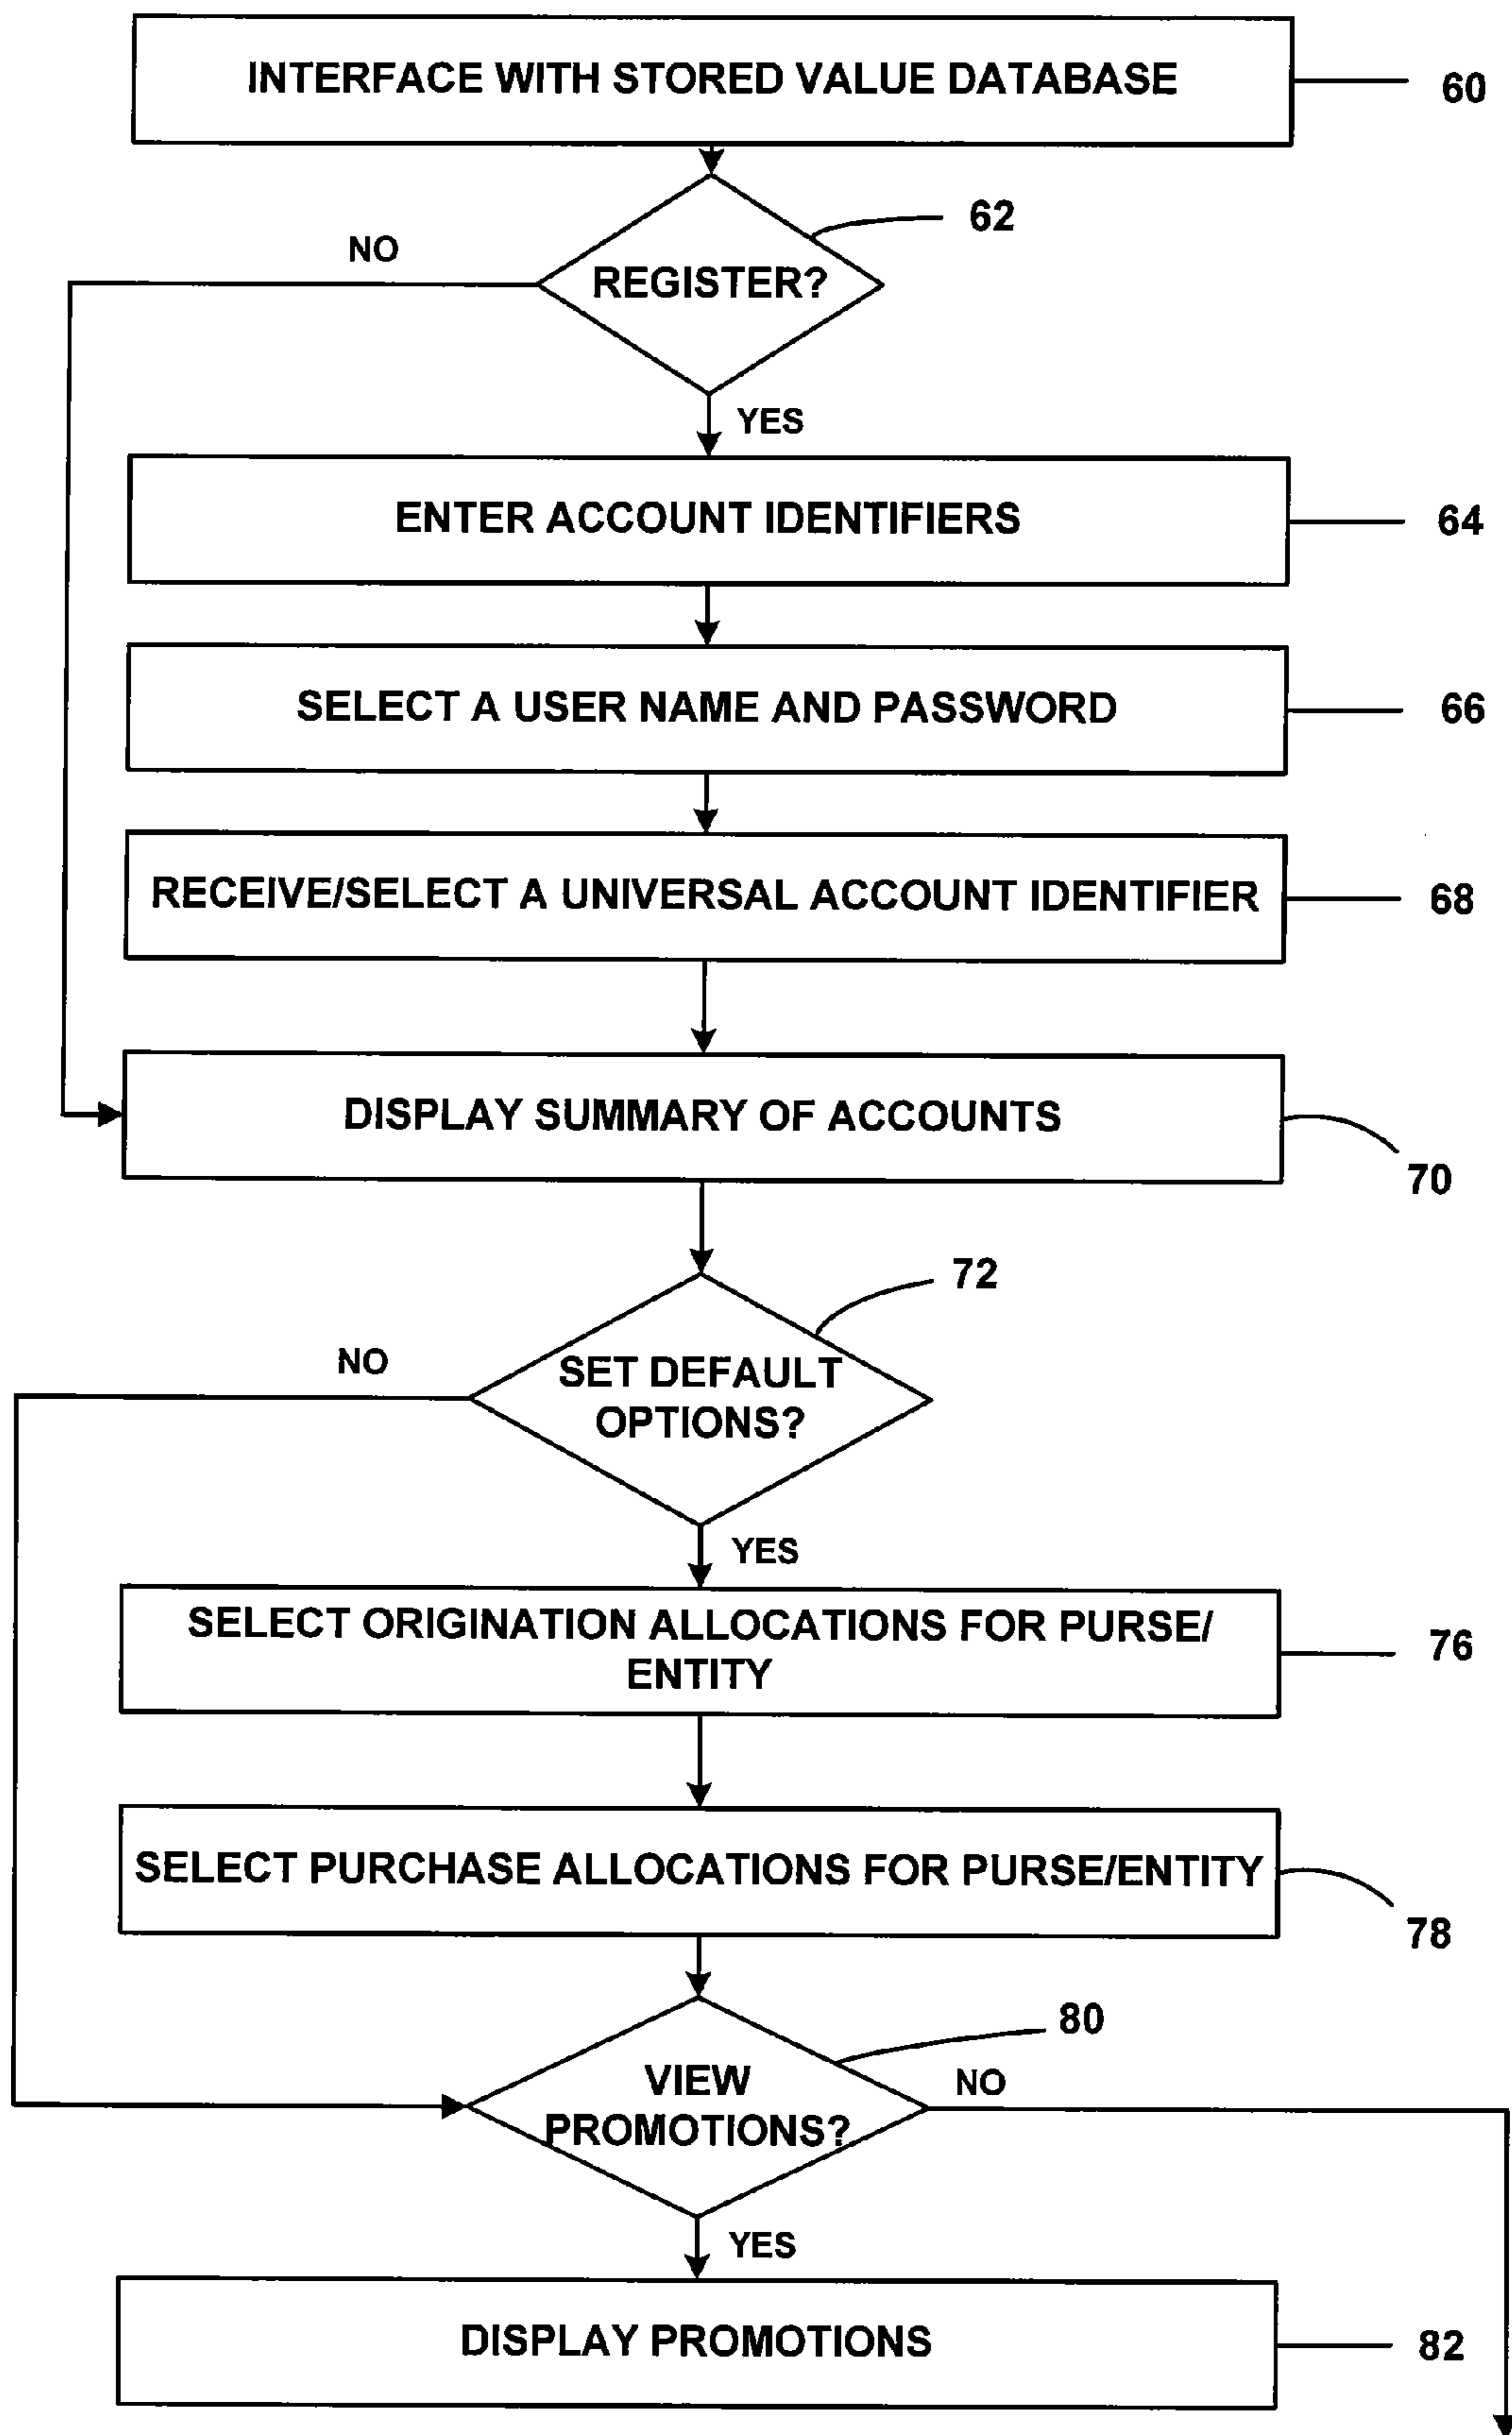 INTERFACE WITH STORED VALUE DATABASE
60
62
NO
REGISTER?
YES
ENTER ACCOUNT IDENTIFIERS
64
SELECT A USER NAME AND PASSWORD
66
RECEIVE/SELECT A UNIVERSAL ACCOUNT IDENTIFIER
68
DISPLAY SUMMARY OF ACCOUNTS
70
72
NO
SET DEFAULT
OPTIONS?
YES
SELECT ORIGINATION ALLOCATIONS FOR PURSE/
ENTITY
76
SELECT PURCHASE ALLOCATIONS FOR PURSE/ENTITY
78
80
VIEW
PROMOTIONS?
NO
YES
DISPLAY PROMOTIONS
82